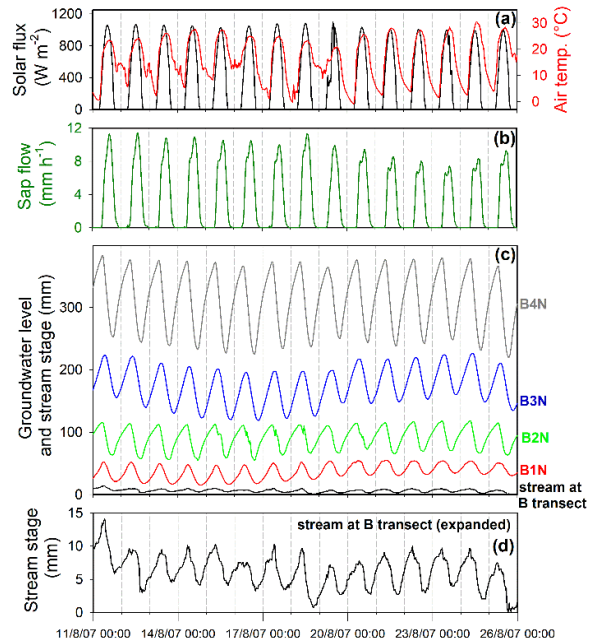 (a)
1200
800
400
0
Solar flux
(W m-2)
30
20
10
0
Air temp. (°C)
(b)
12
8
4
0
Sap flow
(mm h-1)
(c)
300
200
100
0
Groundwater level
and stream stage (mm)
B4N
B3N
B2N
B1N
stream at
B transect
stream at B transect (expanded)
(d)
15
10
5
0
Stream stage
(mm)
11/8/07 00:00
14/8/07 00:00
17/8/07 00:00
20/8/07 00:00
23/8/07 00:00
26/8/07 00:00